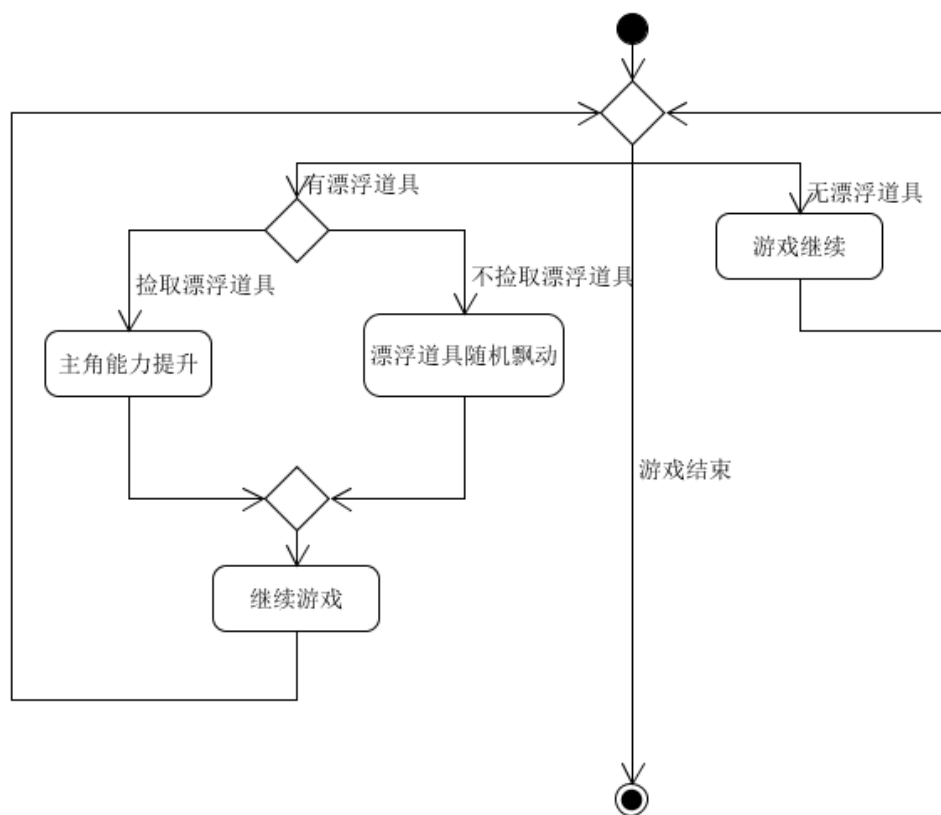 有漂浮道具
无漂浮道具
游戏继续
捡取漂浮道具
不捡取漂浮道具
主角能力提升
漂浮道具随机飘动
游戏结束
继续游戏